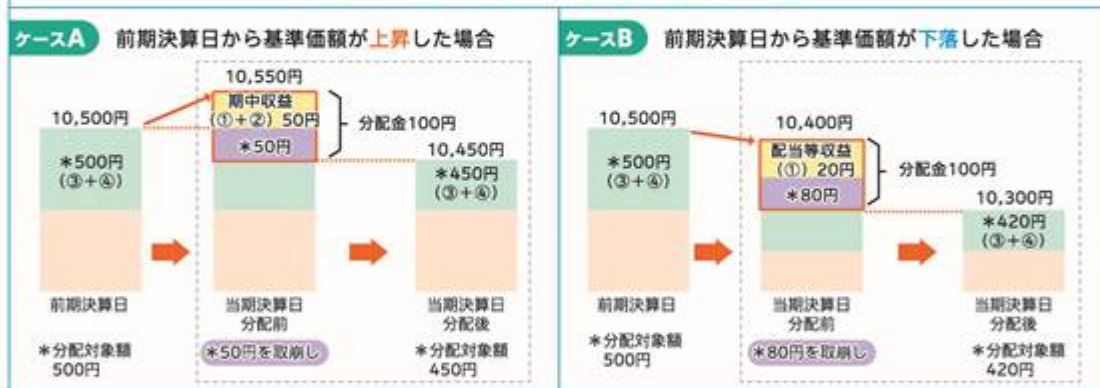 ケースA 前期決算日から基準価額が上昇した場合
10,550円
10,500円
期中収益
(①+②) 50円
分配金100円
*50円
*500円
(③+④)
10,450円
*450円
(③+④)
前期決算日
当期決算日
分配前
当期決算日
分配後
*分配対象額
500円
*50円を取崩し
*分配対象額
450円
ケースB 前期決算日から基準価額が下落した場合
10,500円
10,400円
*500円
(③+④)
配当等収益
(①) 20円
分配金100円
*80円
10,300円
*420円
(③+④)
前期決算日
当期決算日
分配前
当期決算日
分配後
*分配対象額
500円
*80円を取崩し
*分配対象額
420円